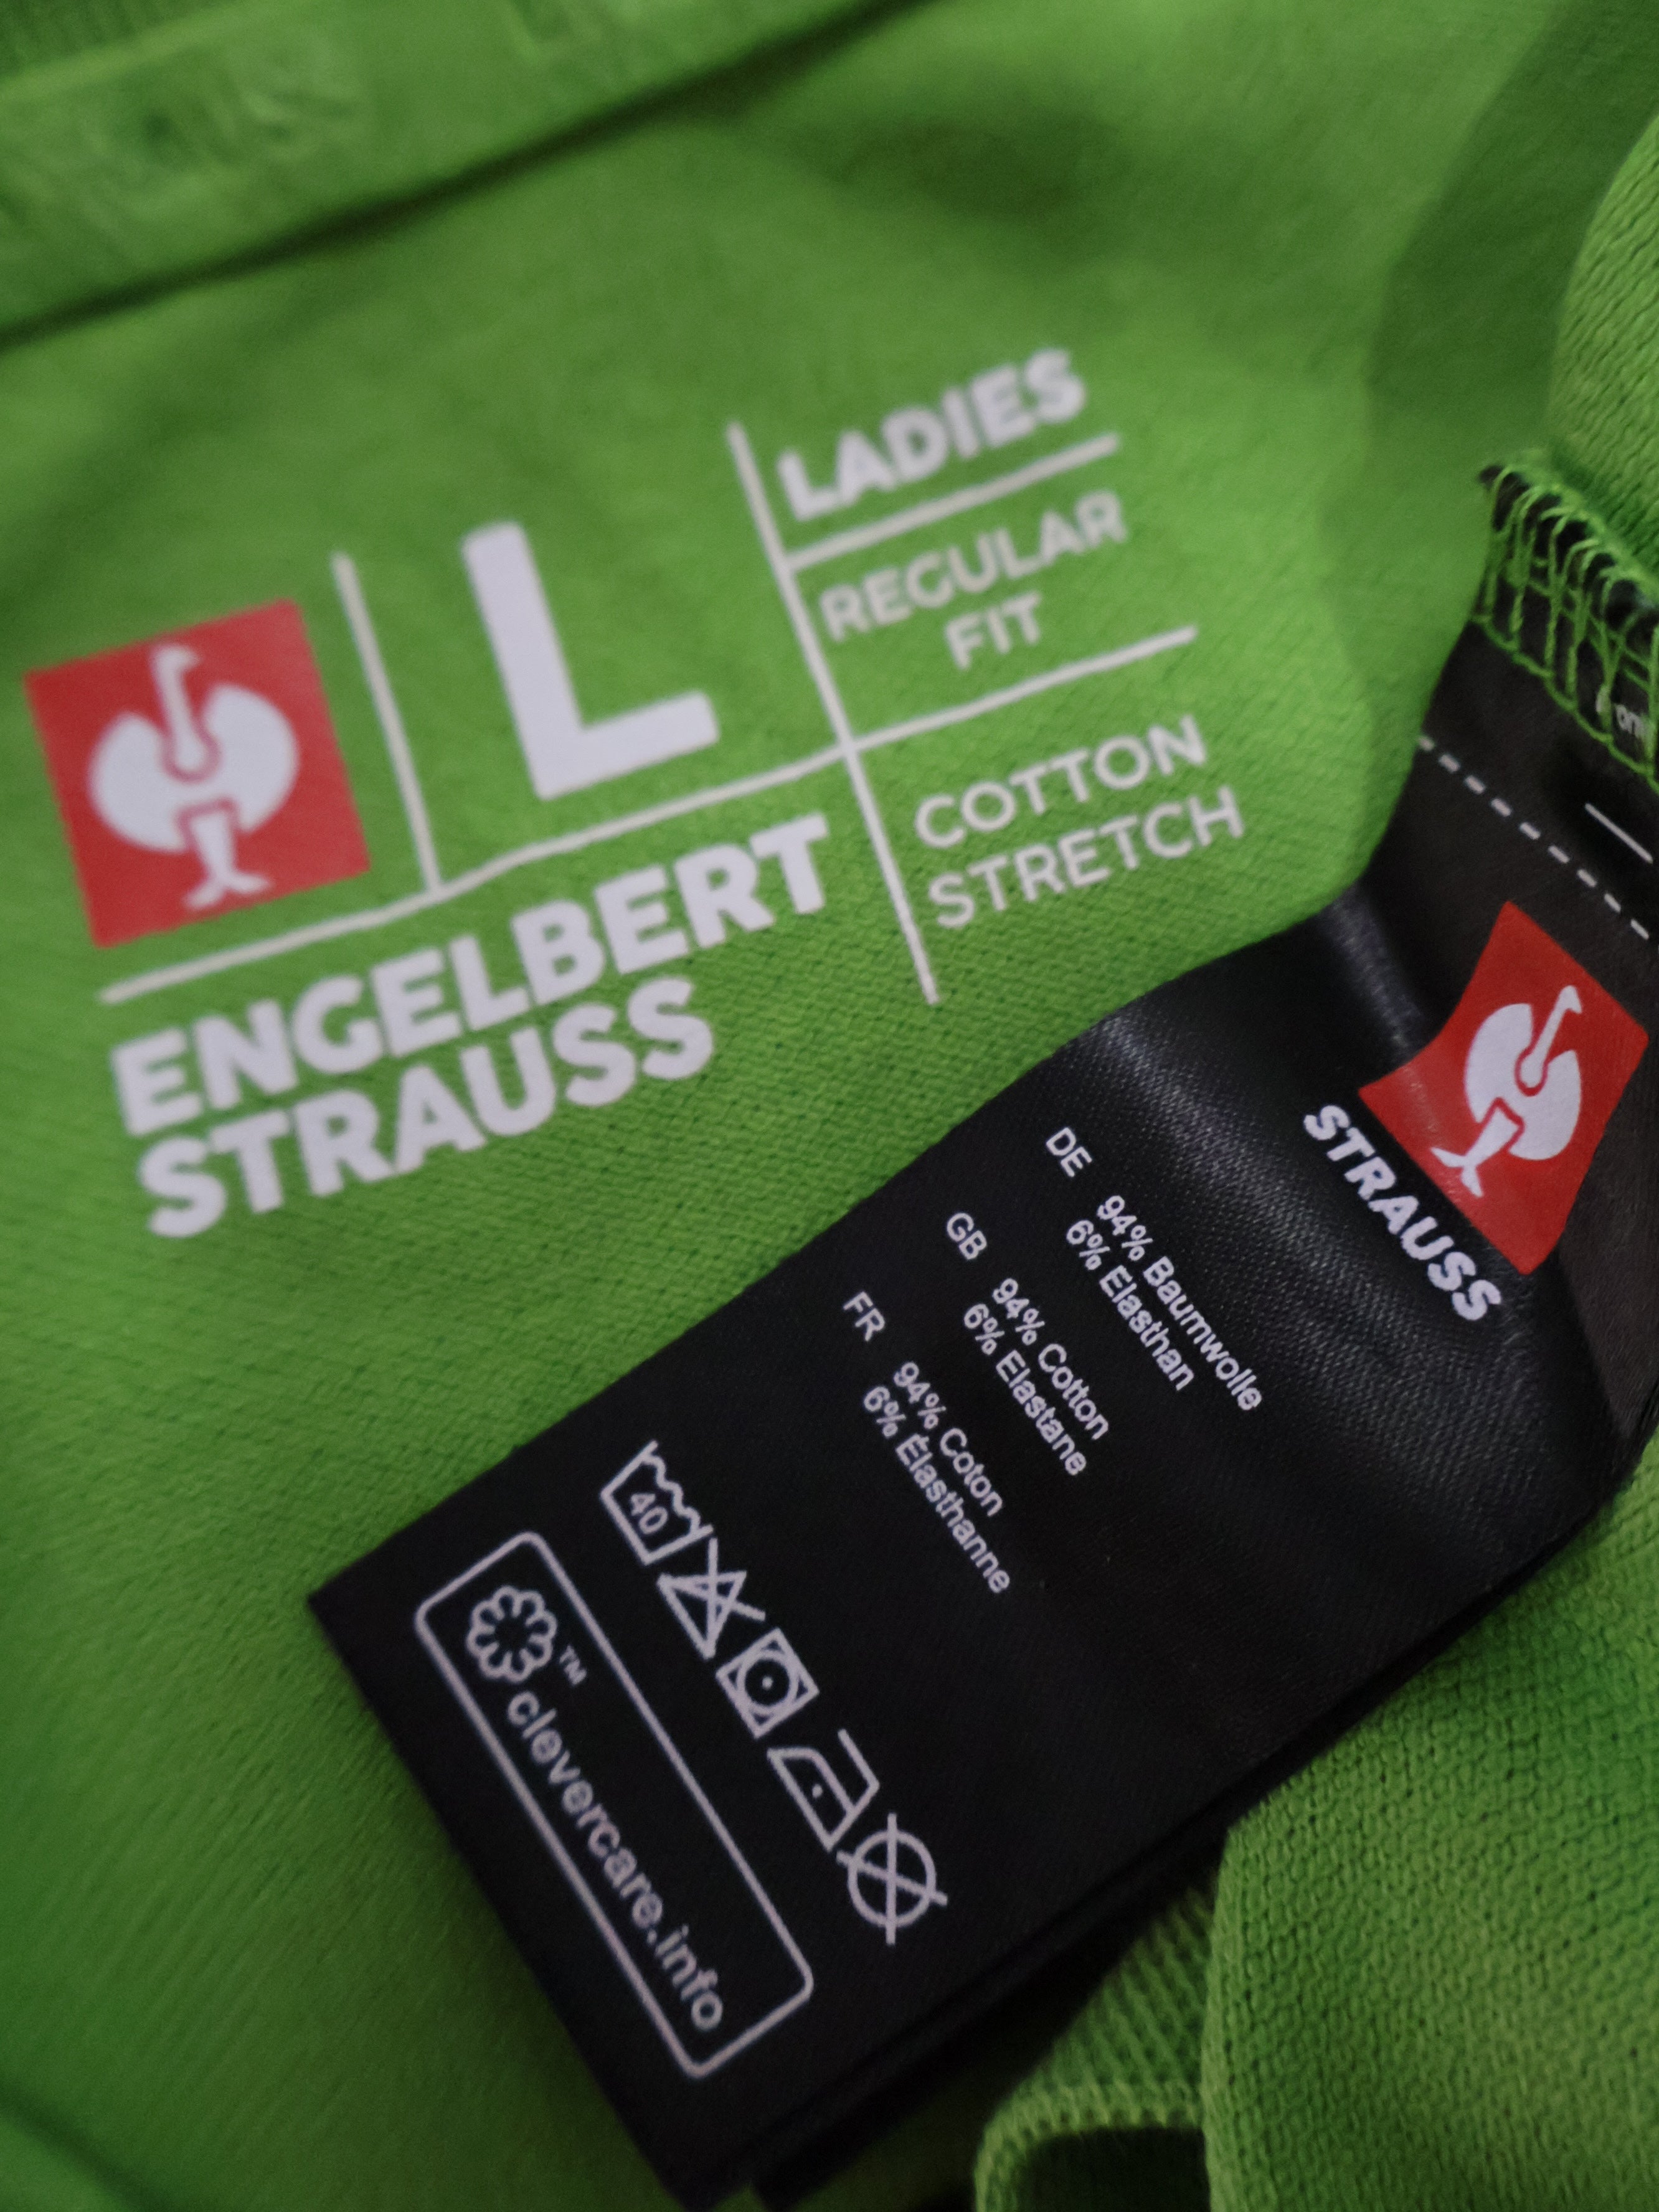 LADIES
REGULAR
FIT
L
ENGELBERT
STRAUSS
COTTON
STRETCH
STRAUSS
DE 94% Baumwolle
6% Elasthan
GB 94% Cotton
6% Elastane
FR 94% Coton
6% Élasthanne
40
™
clevercare.info